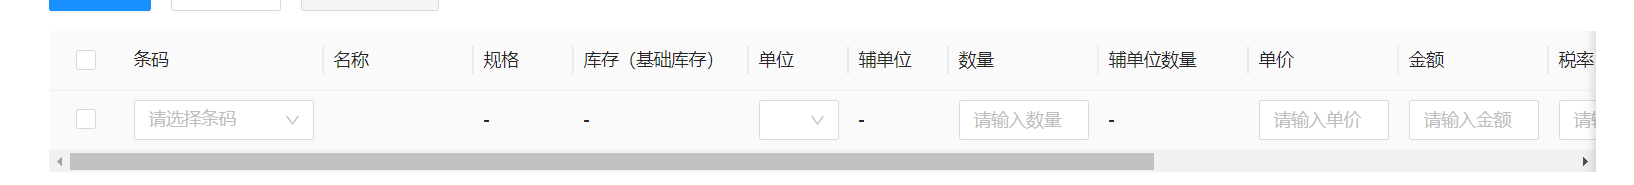 条码 名称 规格 库存（基础库存） 单位 辅单位 数量 辅单位数量 单价 金额 税率
请选择条码 - - - 请输入数量 - 请输入单价 请输入金额 请